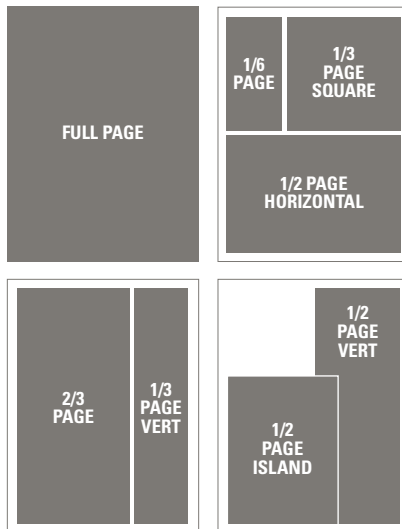 FULL PAGE
1/6
PAGE
1/3
PAGE
SQUARE
1/2 PAGE
HORIZONTAL
2/3
PAGE
1/3
PAGE
VERT
1/2
PAGE
VERT
1/2
PAGE
ISLAND